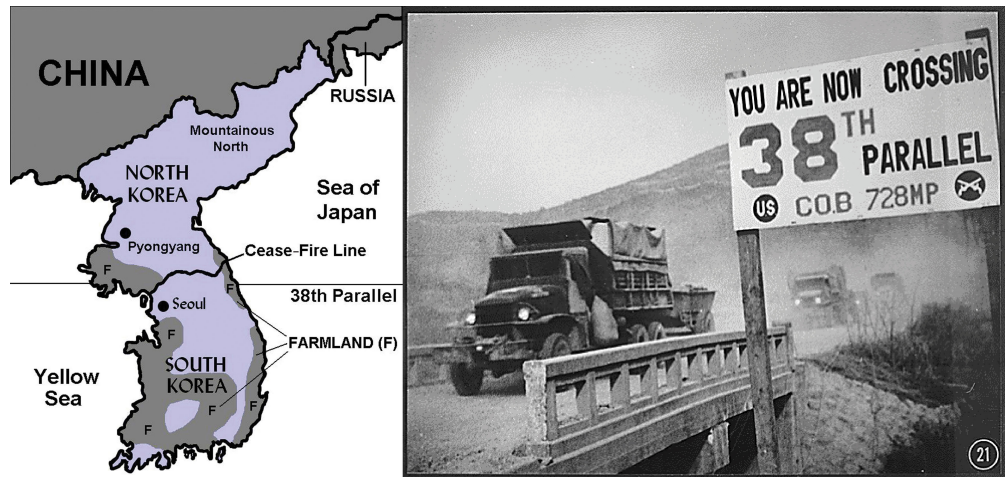 CHINA
RUSSIA
Mountainous
North
NORTH
KOREA
Sea of
Japan
Pyongyang
Cease-Fire Line
F
38th Parallel
F
Seoul
F
FARMLAND (F)
SOUTH
KOREA
Yellow
Sea
F
F
F
YOU ARE NOW CROSSING
38TH
PARALLEL
US CO.B 728MP
21